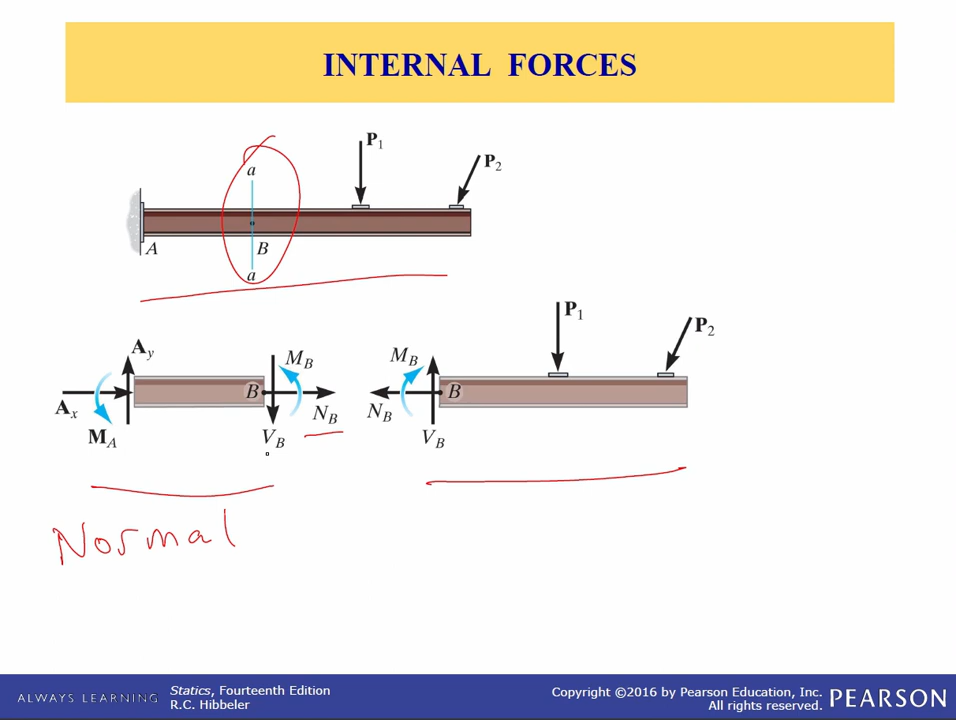 INTERNAL FORCES
P1
P2
a
A
B
a
P1
P2
Ay
MB
MB
B
B
Ax
NB
NB
MA
VB
VB
Normal
ALWAYS LEARNING
Statics, Fourteenth Edition
R.C. Hibbeler
Copyright ©2016 by Pearson Education, Inc.
All rights reserved.
PEARSON